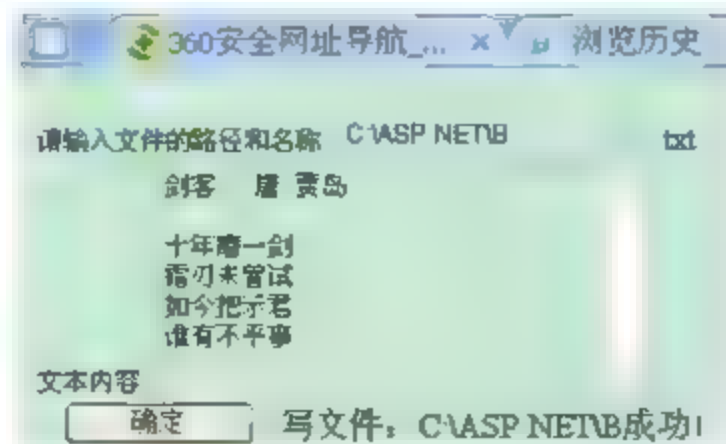 360安全网址导航_... × 浏览历史
请输入文件的路径和名称 C:\ASP NET\B txt
剑客 唐 贾岛
十年磨一剑
霜刃未曾试
如今把示君
谁有不平事
文本内容
确定 写文件：C:\ASP NET\B成功!